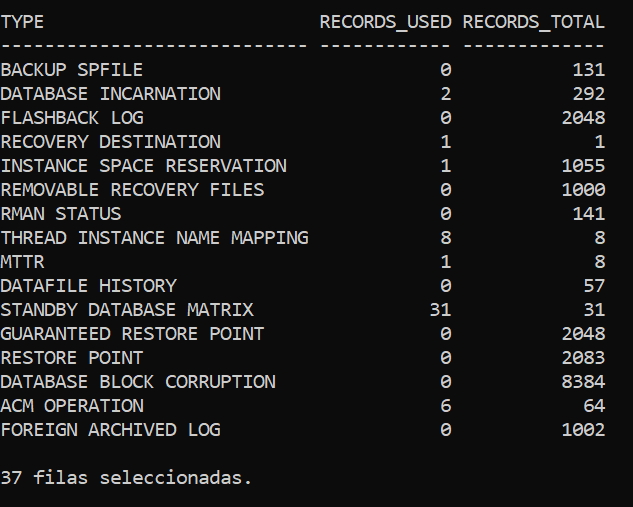 TYPE RECORDS_USED RECORDS_TOTAL
---------------------------- ------------ -------------
BACKUP SPFILE 0 131
DATABASE INCARNATION 2 292
FLASHBACK LOG 0 2048
RECOVERY DESTINATION 1 1
INSTANCE SPACE RESERVATION 1 1055
REMOVABLE RECOVERY FILES 0 1000
RMAN STATUS 0 141
THREAD INSTANCE NAME MAPPING 8 8
MTTR 1 8
DATAFILE HISTORY 0 57
STANDBY DATABASE MATRIX 31 31
GUARANTEED RESTORE POINT 0 2048
RESTORE POINT 0 2083
DATABASE BLOCK CORRUPTION 0 8384
ACM OPERATION 6 64
FOREIGN ARCHIVED LOG 0 1002
37 filas seleccionadas.